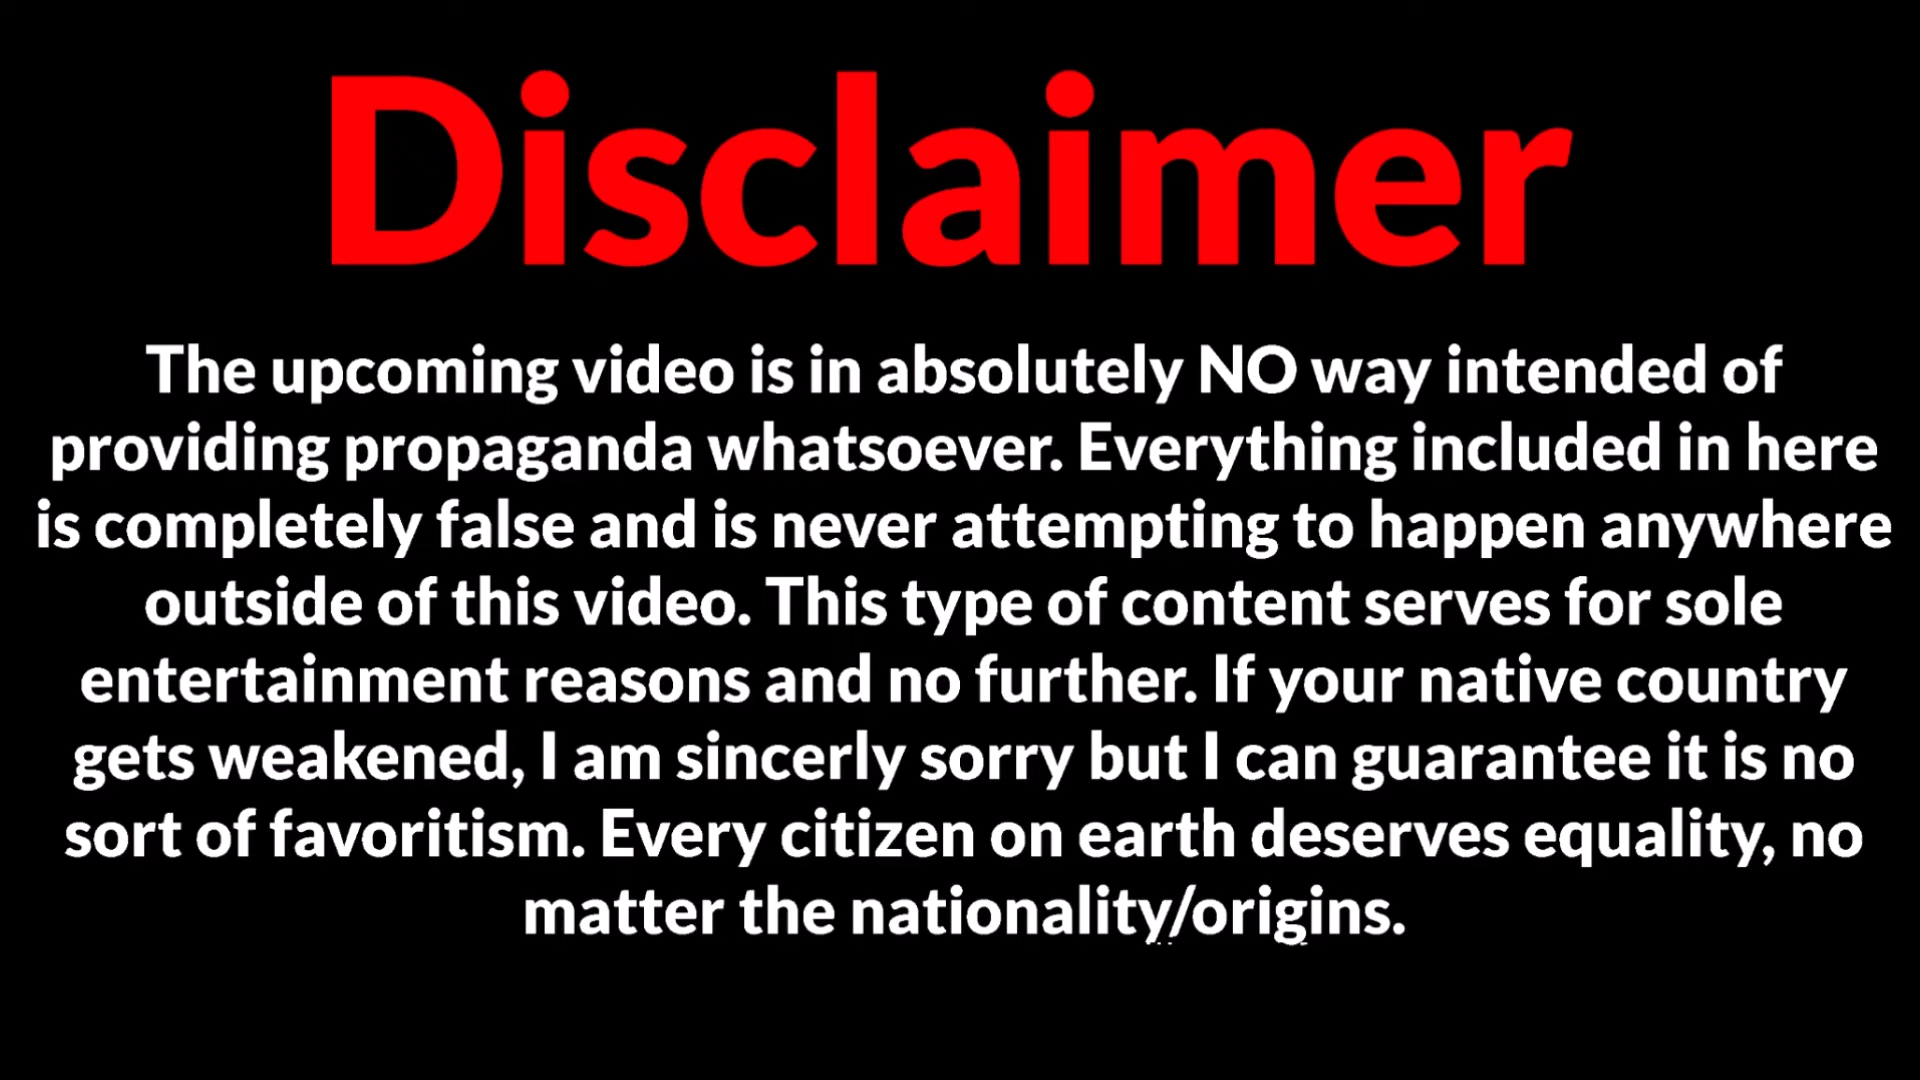 Disclaimer
The upcoming video is in absolutely NO way intended of
providing propaganda whatsoever. Everything included in here
is completely false and is never attempting to happen anywhere
outside of this video. This type of content serves for sole
entertainment reasons and no further. If your native country
gets weakened, I am sincerly sorry but I can guarantee it is no
sort of favoritism. Every citizen on earth deserves equality, no
matter the nationality/origins.